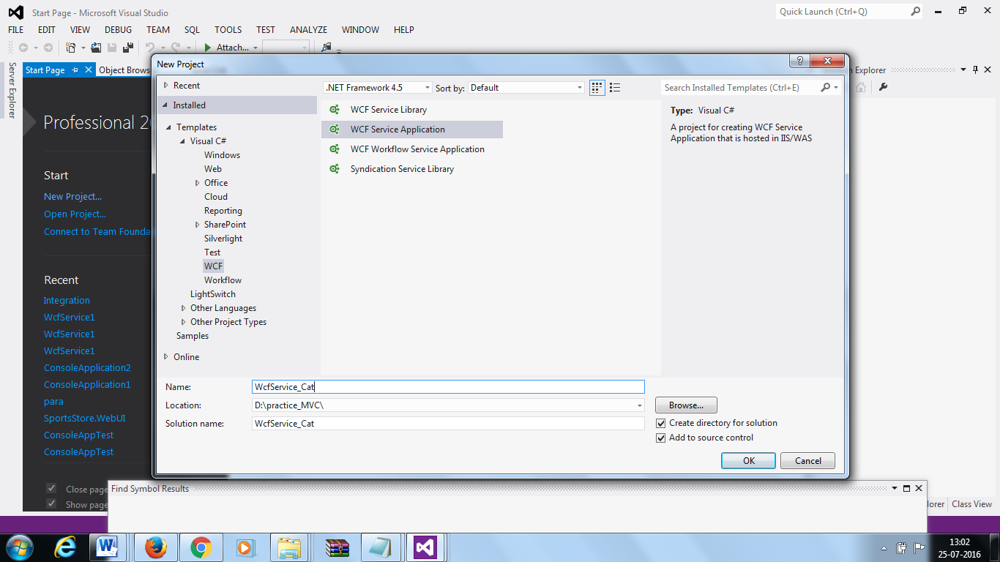 Start Page - Microsoft Visual Studio
Quick Launch (Ctrl+Q)
FILE EDIT VIEW DEBUG TEAM SQL TOOLS TEST ANALYZE WINDOW HELP
Attach...
Server Explorer
Start Page
Object Brows
Explorer
Professional 20
Start
New Project...
Open Project...
Connect to Team Founda
Recent
Integration
WcfService1
WcfService1
WcfService1
ConsoleApplication2
ConsoleApplication1
para
SportsStore.WebUI
ConsoleAppTest
ConsoleAppTest
Close page
Show page
New Project
Recent
Installed
Templates
Visual C#
Windows
Web
Office
Cloud
Reporting
SharePoint
Silverlight
Test
WCF
Workflow
LightSwitch
Other Languages
Other Project Types
Samples
Online
.NET Framework 4.5
Sort by: Default
WCF Service Library
WCF Service Application
WCF Workflow Service Application
Syndication Service Library
Search Installed Templates (Ctrl+E)
Type: Visual C#
A project for creating WCF Service
Application that is hosted in IIS/WAS
Name: WcfService_Cat
Location: D:\practice_MVC\
Browse...
Solution name: WcfService_Cat
Create directory for solution
Add to source control
OK Cancel
Find Symbol Results
lorer
Class View
13:02
25-07-2016